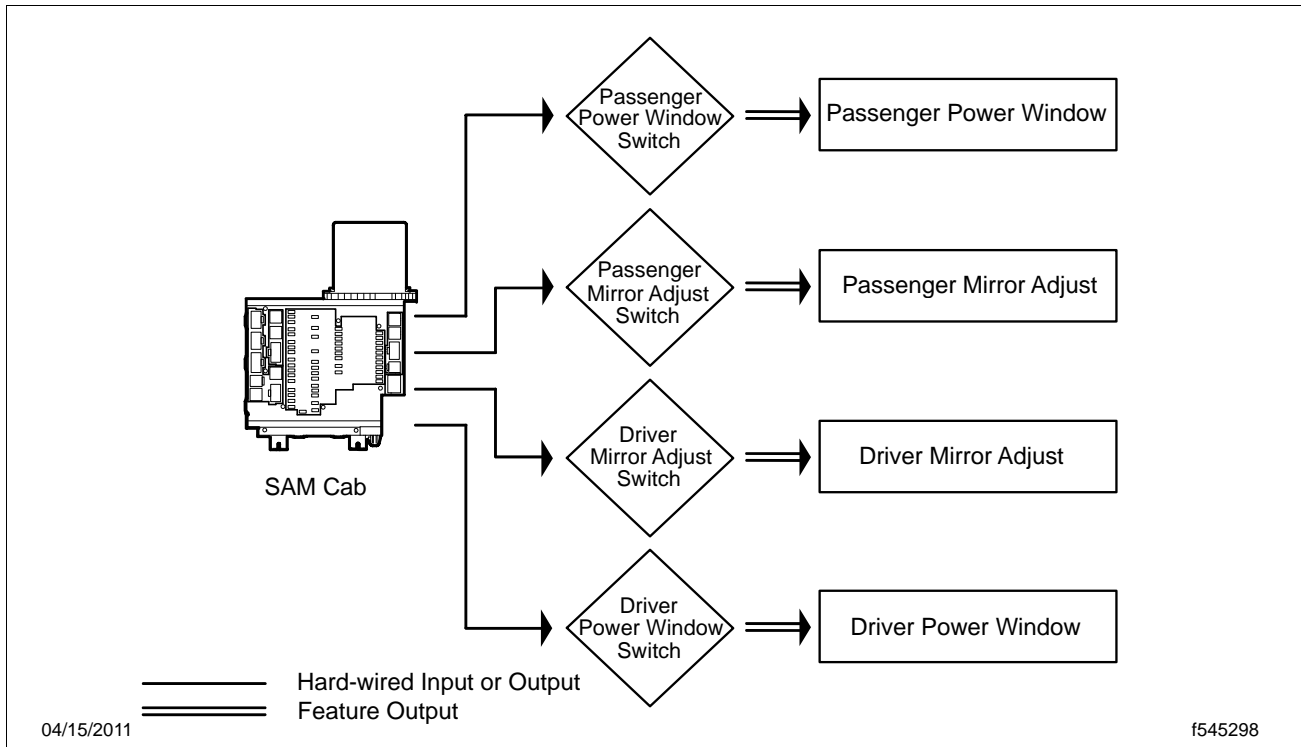 Passenger
Power Window
Switch
Passenger Power Window
Passenger
Mirror Adjust
Switch
Passenger Mirror Adjust
SAM Cab
Driver
Mirror Adjust
Switch
Driver Mirror Adjust
Driver
Power Window
Switch
Driver Power Window
Hard-wired Input or Output
Feature Output
04/15/2011
f545298